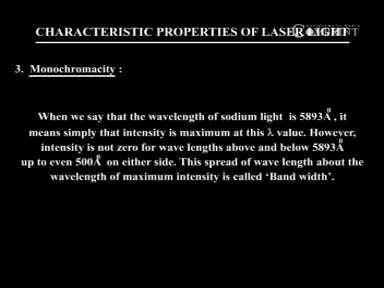 CHARACTERISTIC PROPERTIES OF LASER LIGHT
3. Monochromacity :
When we say that the wavelength of sodium light is 5893Å , it
means simply that intensity is maximum at this λ value. However,
intensity is not zero for wave lengths above and below 5893Å
up to even 500Å on either side. This spread of wave length about the
wavelength of maximum intensity is called ‘Band width’.